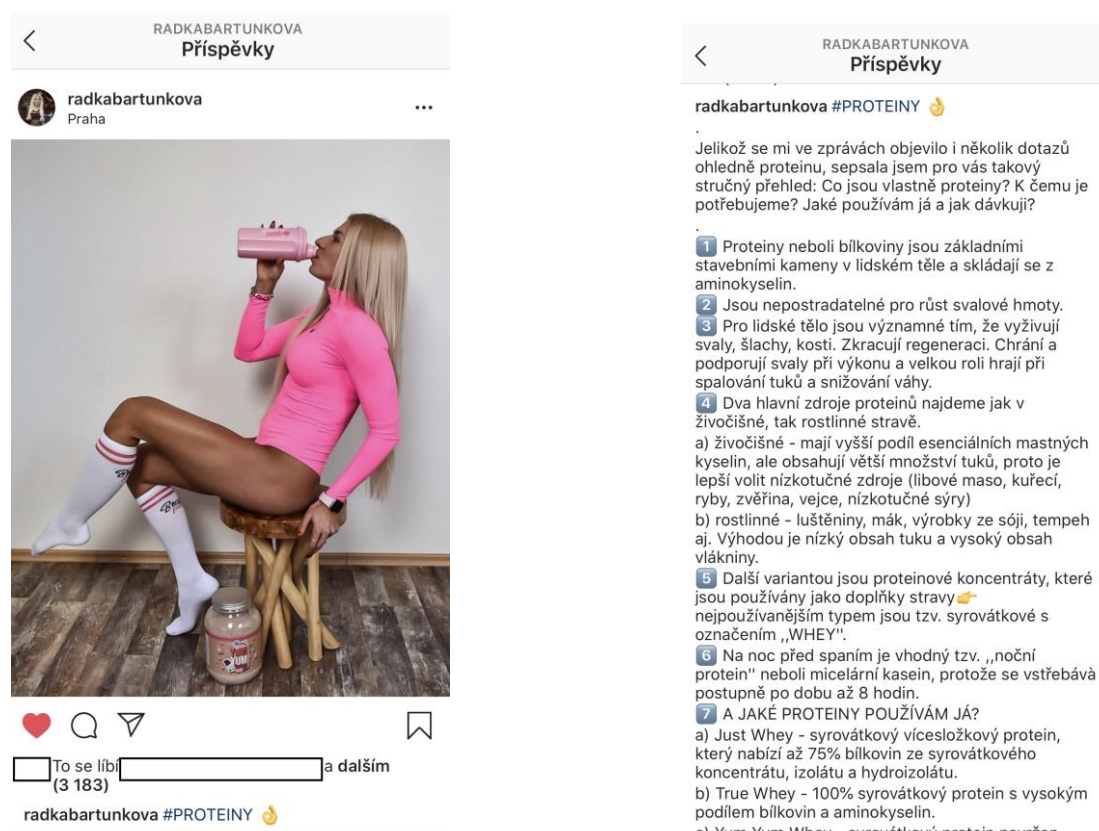 RADKABARTUNKOVA
Příspěvky
radkabartunkova
Praha
YUM
YUM
To se líbí a dalším
(3 183)
radkabartunkova #PROTEINY 👌
RADKABARTUNKOVA
Příspěvky
radkabartunkova #PROTEINY 👌
.
Jelikož se mi ve zprávách objevilo i několik dotazů
ohledně proteinu, sepsala jsem pro vás takový
stručný přehled: Co jsou vlastně proteiny? K čemu je
potřebujeme? Jaké používám já a jak dávkuji?
.
1 Proteiny neboli bílkoviny jsou základními
stavebními kameny v lidském těle a skládají se z
aminokyselin.
2 Jsou nepostradatelné pro růst svalové hmoty.
3 Pro lidské tělo jsou významné tím, že vyživují
svaly, šlachy, kosti. Zkracují regeneraci. Chrání a
podporují svaly při výkonu a velkou roli hrají při
spalování tuků a snižování váhy.
4 Dva hlavní zdroje proteinů najdeme jak v
živočišné, tak rostlinné stravě.
a) živočišné - mají vyšší podíl esenciálních mastných
kyselin, ale obsahují větší množství tuků, proto je
lepší volit nízkotučné zdroje (libové maso, kuřecí,
ryby, zvěřina, vejce, nízkotučné sýry)
b) rostlinné - luštěniny, mák, výrobky ze sóji, tempeh
aj. Výhodou je nízký obsah tuku a vysoký obsah
vlákniny.
5 Další variantou jsou proteinové koncentráty, které
jsou používány jako doplňky stravy👉
nejpoužívanějším typem jsou tzv. syrovátkové s
označením ,,WHEY".
6 Na noc před spaním je vhodný tzv. ,,noční
protein" neboli micelární kasein, protože se vstřebávà
postupně po dobu až 8 hodin.
7 A JAKÉ PROTEINY POUŽÍVÁM JÁ?
a) Just Whey - syrovátkový vícesložkový protein,
který nabízí až 75% bílkovin ze syrovátkového
koncentrátu, izolátu a hydroizolátu.
b) True Whey - 100% syrovátkový protein s vysokým
podílem bílkovin a aminokyselin.
c) Yum Yum Whey - syrovátkový protein navržen